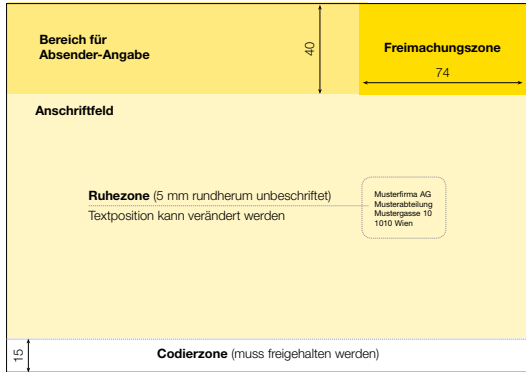 Bereich für
Absender-Angabe
40
Freimachungszone
74
Anschriftfeld
Ruhezone (5 mm rundherum unbeschriftet)
Textposition kann verändert werden
Musterfirma AG
Musterabteilung
Mustergasse 10
1010 Wien
15
Codierzone (muss freigehalten werden)